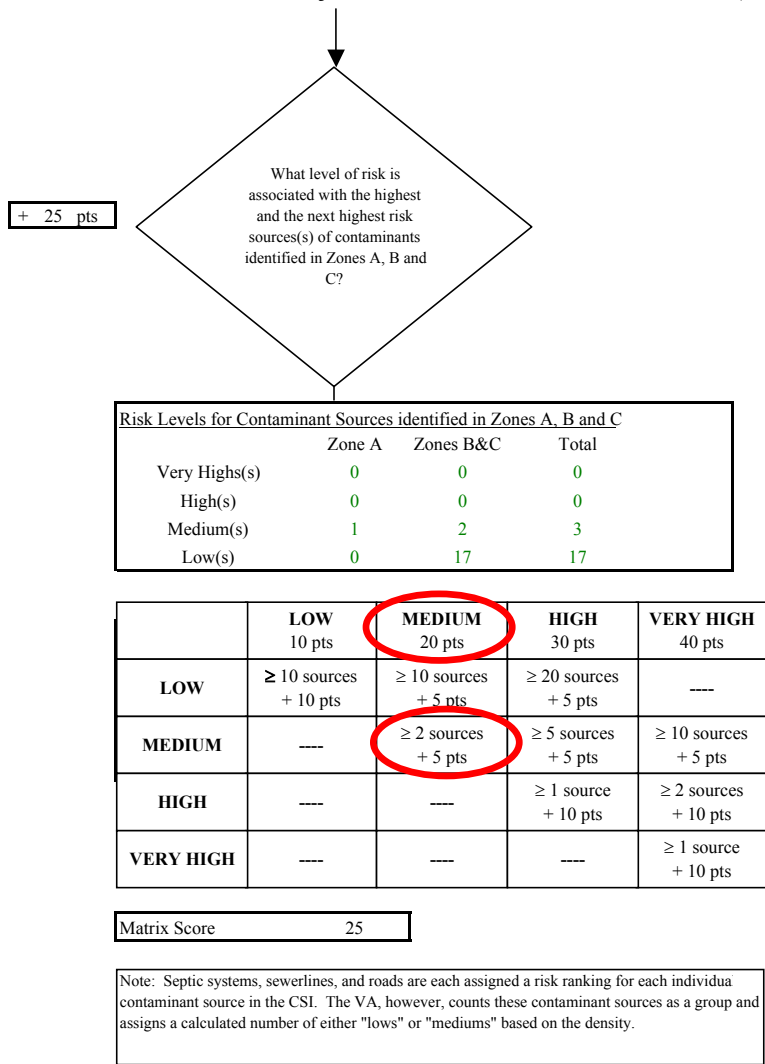 What level of risk is
associated with the highest
and the next highest risk
sources(s) of contaminants
identified in Zones A, B and
C?
+ 25 pts
Risk Levels for Contaminant Sources identified in Zones A, B and C
Zone A Zones B&C Total
Very Highs(s) 0 0 0
High(s) 0 0 0
Medium(s) 1 2 3
Low(s) 0 17 17
LOW MEDIUM HIGH VERY HIGH
10 pts 20 pts 30 pts 40 pts
LOW ≥ 10 sources ≥ 10 sources ≥ 20 sources ----
+ 10 pts + 5 pts + 5 pts
MEDIUM ---- ≥ 2 sources ≥ 5 sources ≥ 10 sources
+ 5 pts + 5 pts + 5 pts
HIGH ---- ---- ≥ 1 source ≥ 2 sources
+ 10 pts + 10 pts
VERY HIGH ---- ---- ---- ≥ 1 source
+ 10 pts
Matrix Score 25
Note: Septic systems, sewerlines, and roads are each assigned a risk ranking for each individua
contaminant source in the CSI. The VA, however, counts these contaminant sources as a group and
assigns a calculated number of either "lows" or "mediums" based on the density.